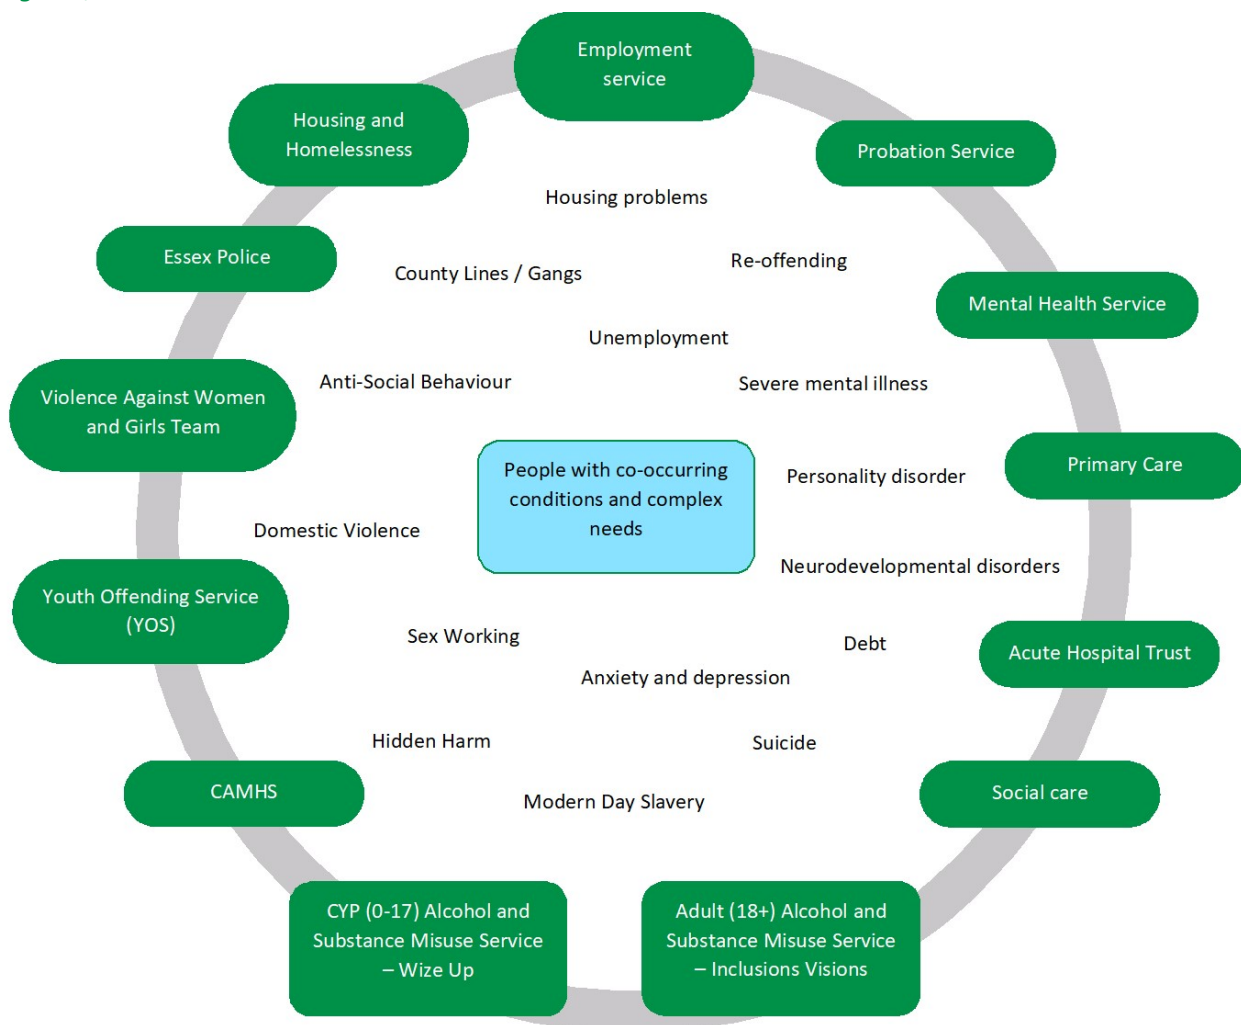 Employment
service
Housing and
Homelessness
Probation Service
Housing problems
Essex Police
Re-offending
County Lines / Gangs
Mental Health Service
Unemployment
Violence Against Women
and Girls Team
Anti-Social Behaviour
Severe mental illness
People with co-occurring
conditions and complex
needs
Personality disorder
Primary Care
Domestic Violence
Neurodevelopmental disorders
Youth Offending Service
(YOS)
Sex Working
Debt
Acute Hospital Trust
Anxiety and depression
Hidden Harm
Suicide
CAMHS
Modern Day Slavery
Social care
CYP (0-17) Alcohol and
Substance Misuse Service
– Wize Up
Adult (18+) Alcohol and
Substance Misuse Service
– Inclusions Visions